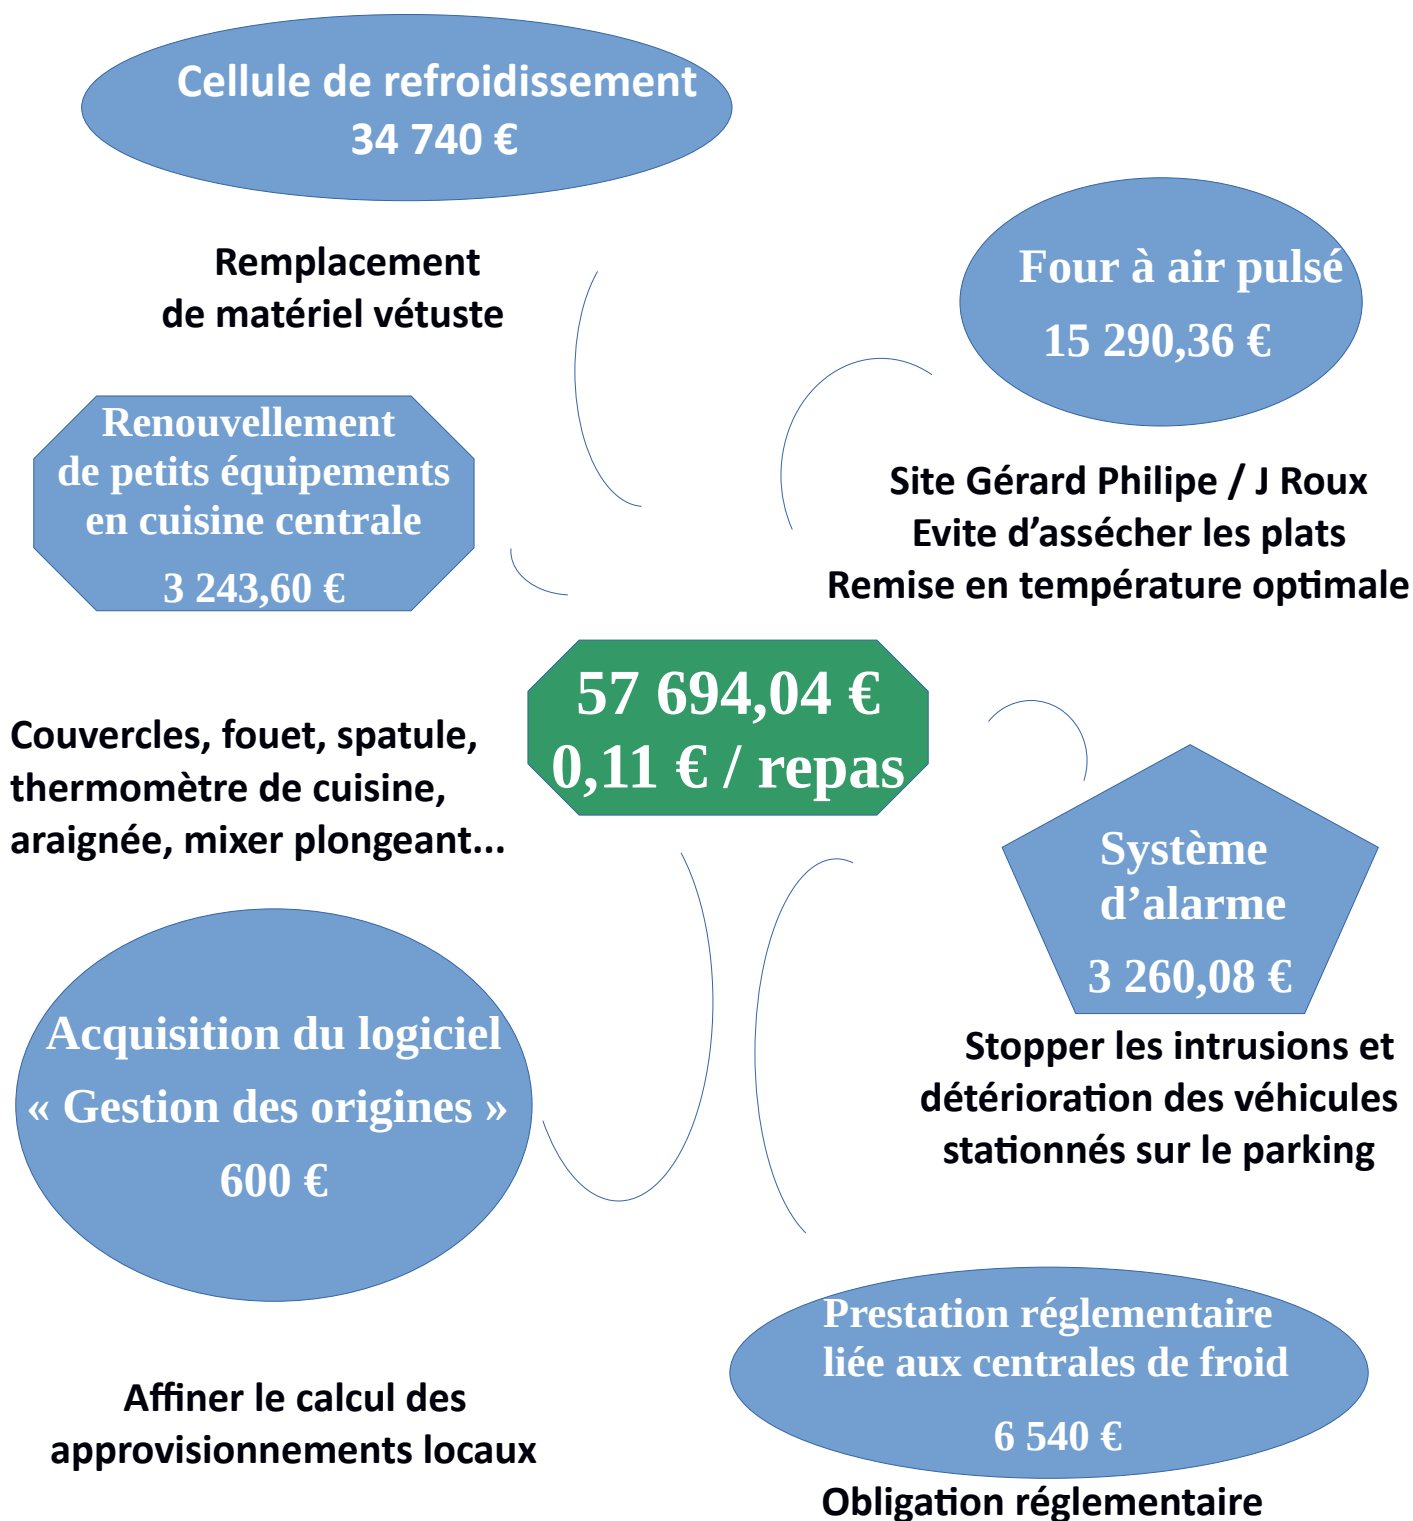 Cellule de refroidissement
34 740 €
Remplacement
de matériel vétuste
Four à air pulsé
15 290,36 €
Site Gérard Philipe / J Roux
Evite d’assécher les plats
Remise en température optimale
Renouvellement
de petits équipements
en cuisine centrale
3 243,60 €
Couvercles, fouet, spatule,
thermomètre de cuisine,
araignée, mixer plongeant...
57 694,04 €
0,11 € / repas
Système
d’alarme
3 260,08 €
Stopper les intrusions et
détérioration des véhicules
stationnés sur le parking
Acquisition du logiciel
« Gestion des origines »
600 €
Affiner le calcul des
approvisionnements locaux
Prestation réglementaire
liée aux centrales de froid
6 540 €
Obligation réglementaire